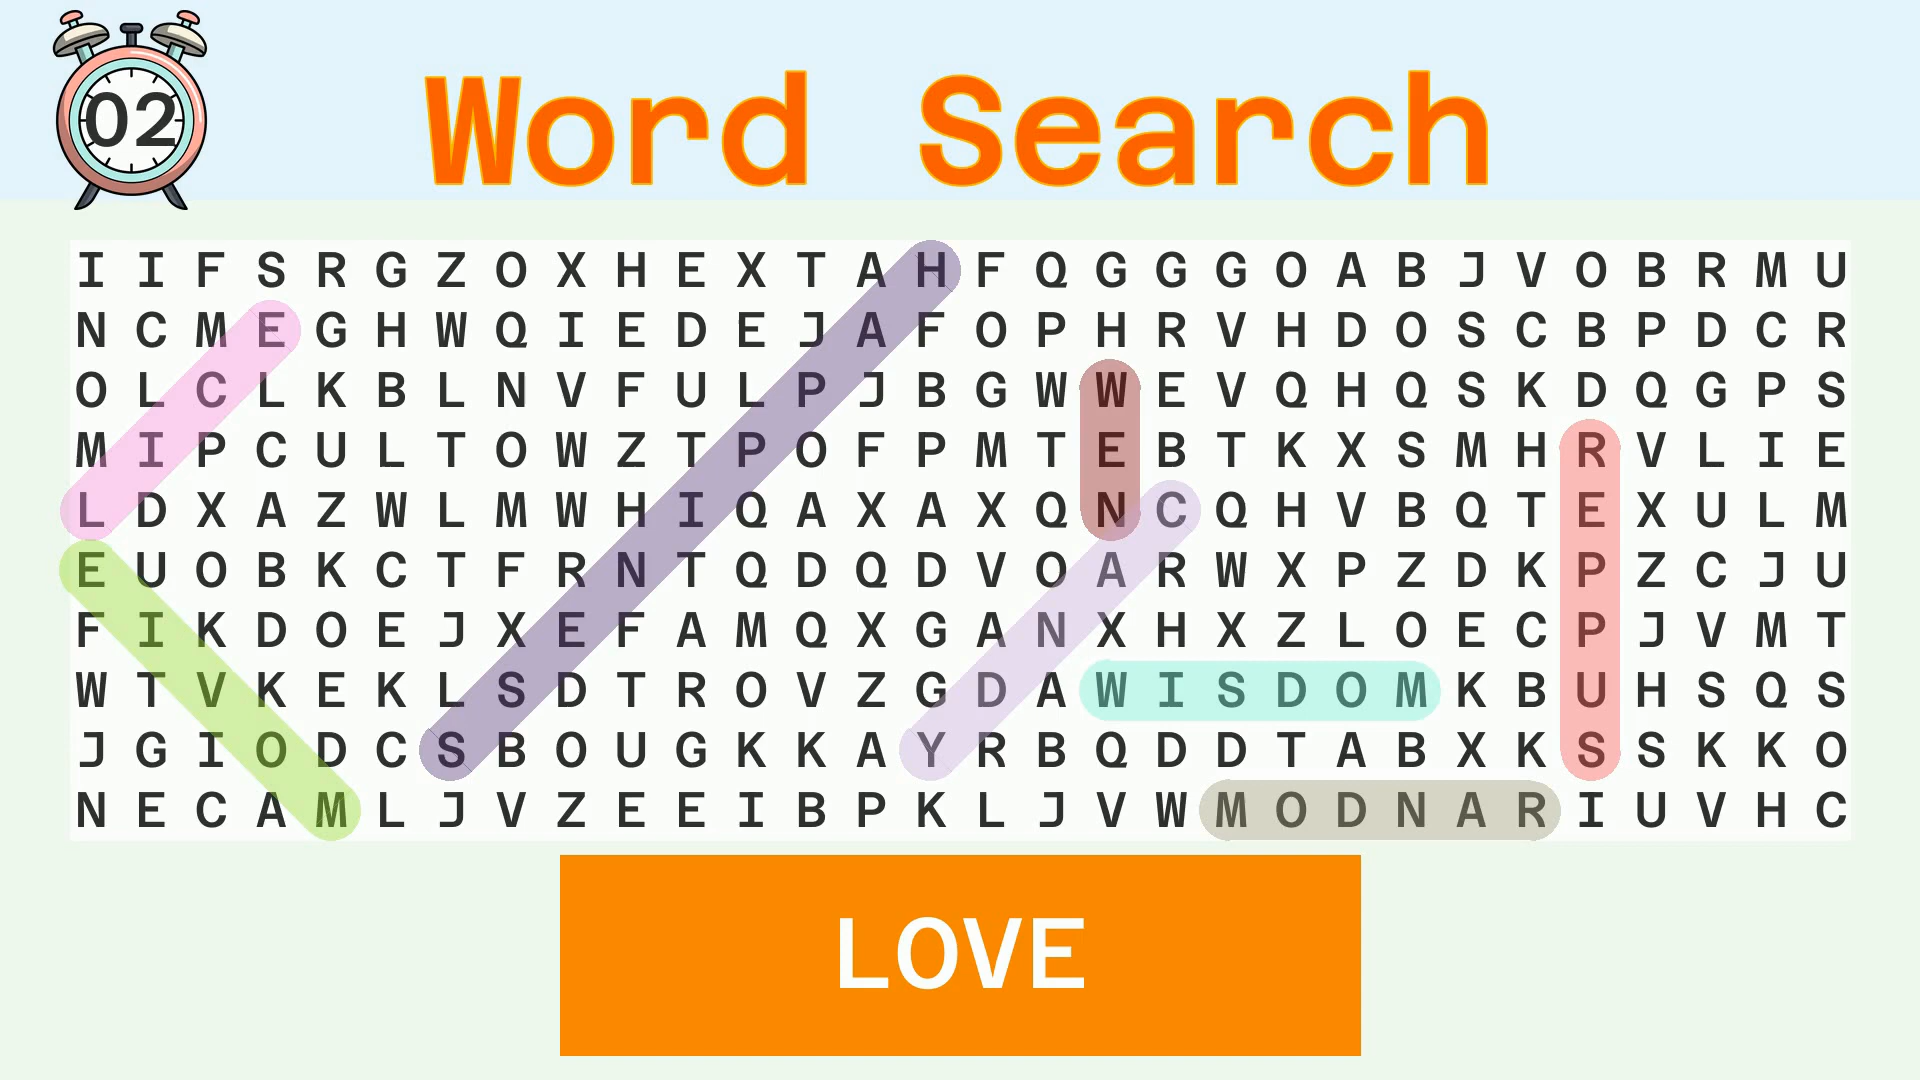 02
Word Search
I I F S R G Z O X H E X T A H F Q G G G O A B J V O B R M U
N C M E G H W Q I E D E J A F O P H R V H D O S C B P D C R
O L C L K B L N V F U L P J B G W W E V Q H Q S K D Q G P S
M I P C U L T O W Z T P O F P M T E B T K X S M H R V L I E
L D X A Z W L M W H I Q A X A X Q N C Q H V B Q T E X U L M
E U O B K C T F R N T Q D Q D V O A R W X P Z D K P Z C J U
F I K D O E J X E F A M Q X G A N X H X Z L O E C P J V M T
W T V K E K L S D T R O V Z G D A W I S D O M K B U H S Q S
J G I O D C S B O U G K K A Y R B Q D D T A B X K S S K K O
N E C A M L J V Z E E I B P K L J V W M O D N A R I U V H C
LOVE